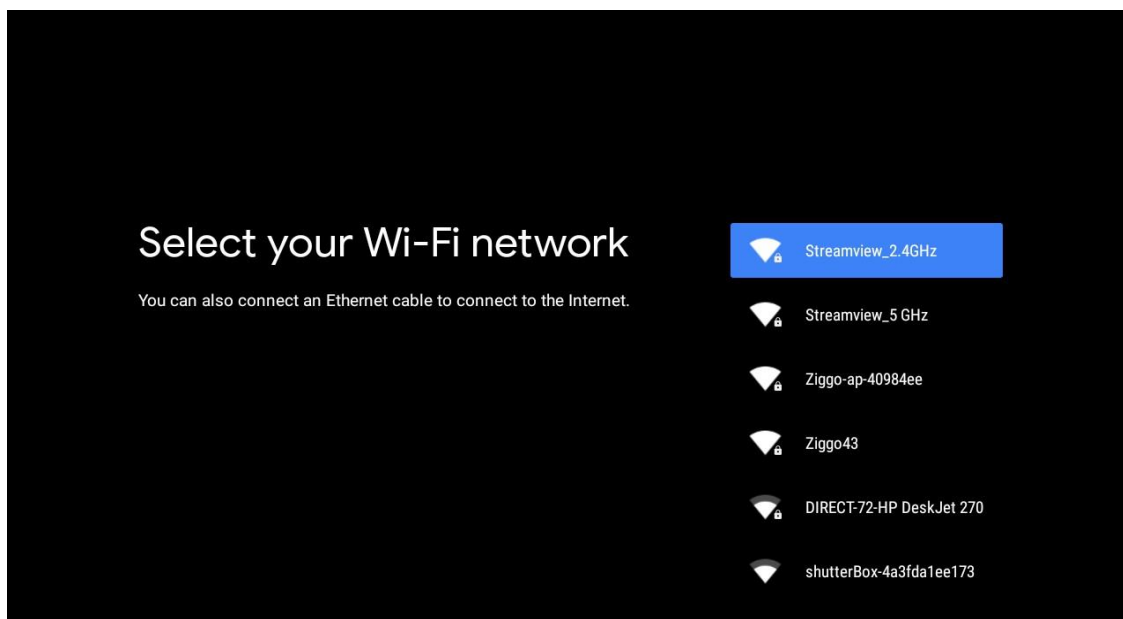 Select your Wi-Fi network
You can also connect an Ethernet cable to connect to the Internet.
Streamview_2.4GHz
Streamview_5 GHz
Ziggo-ap-40984ee
Ziggo43
DIRECT-72-HP DeskJet 270
shutterBox-4a3fda1ee173